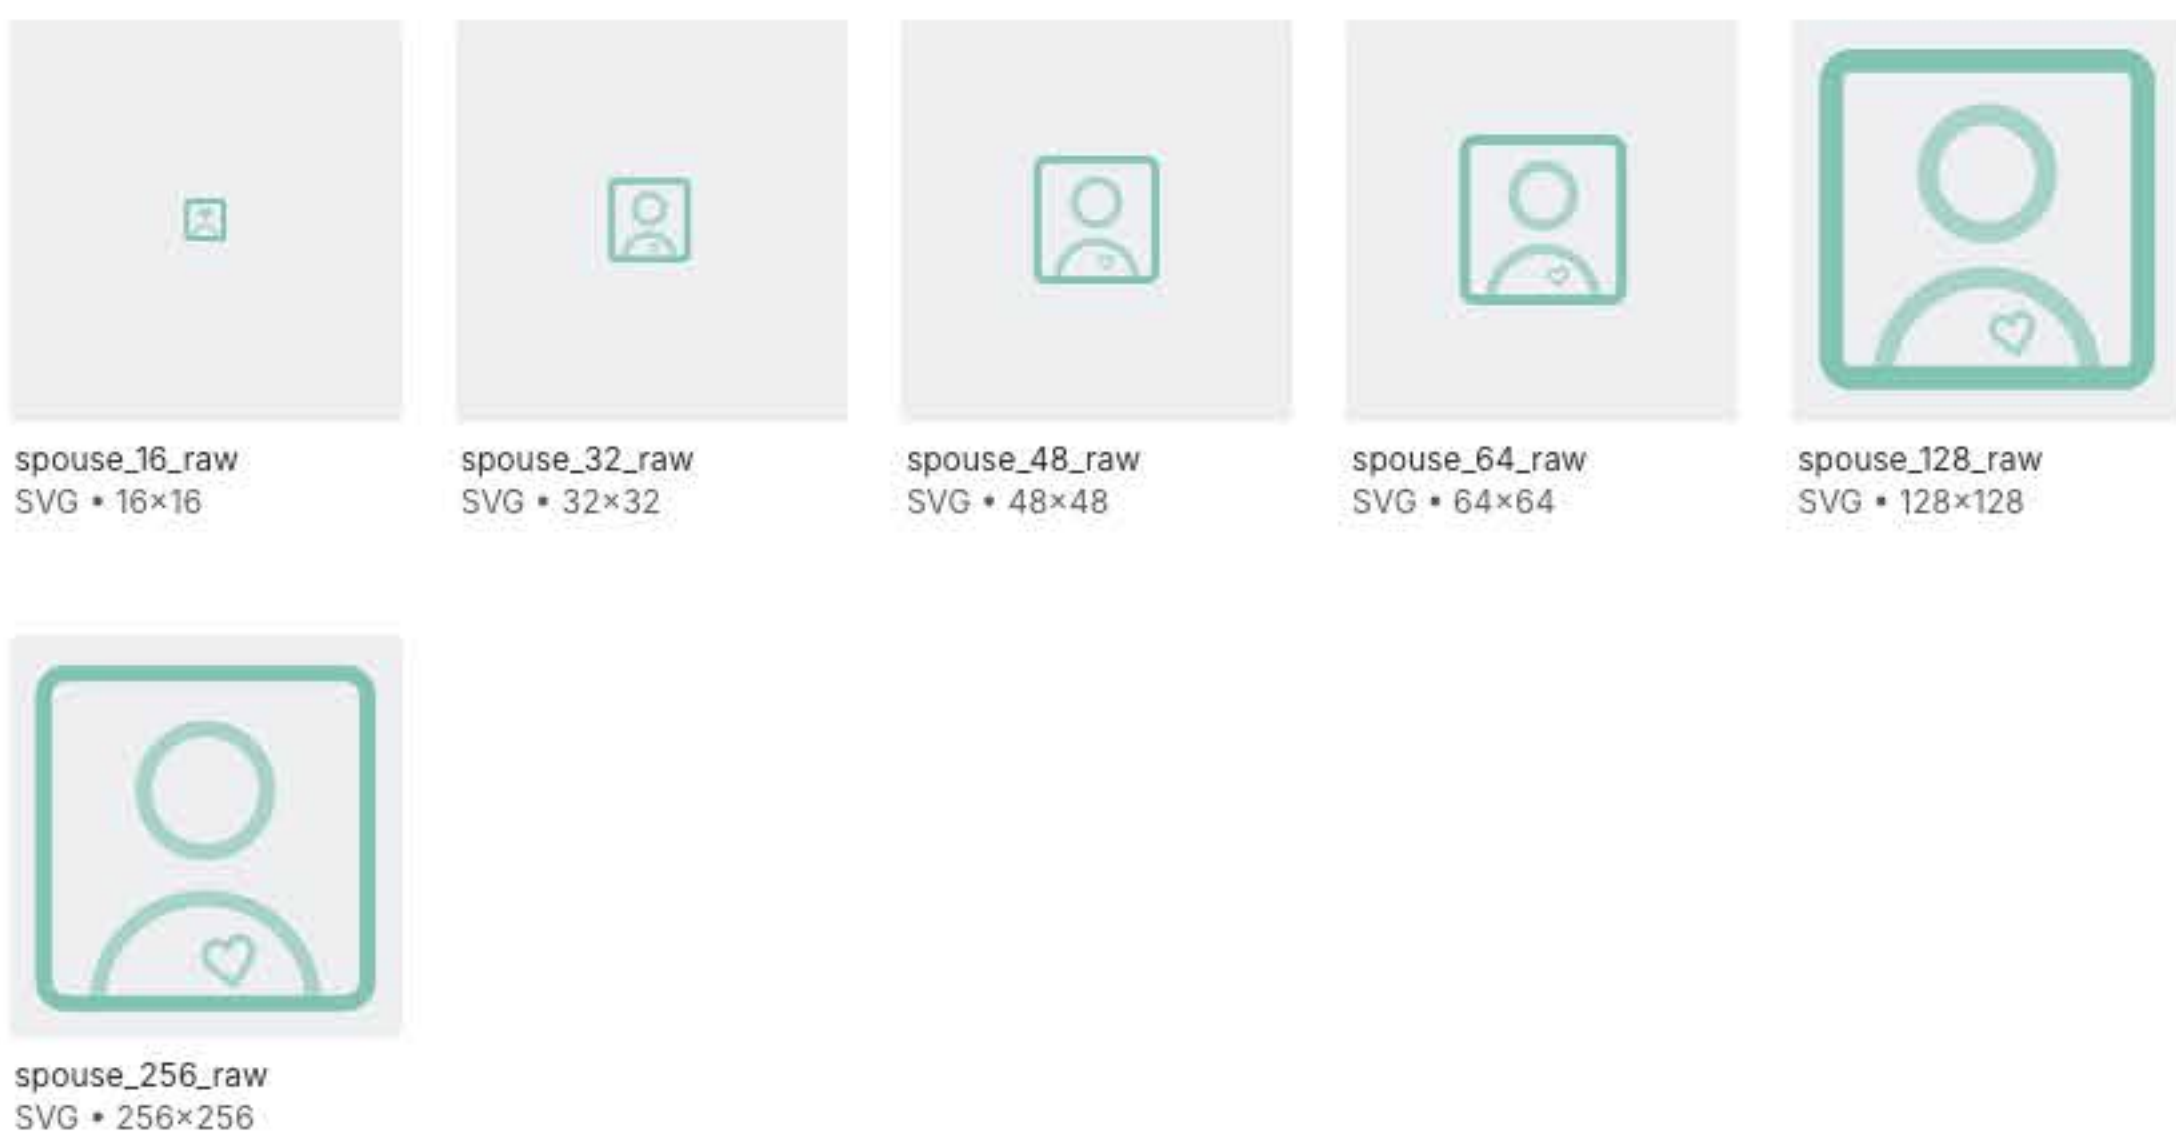 spouse_16_raw
SVG • 16×16
spouse_32_raw
SVG • 32×32
spouse_48_raw
SVG • 48×48
spouse_64_raw
SVG • 64×64
spouse_128_raw
SVG • 128×128
spouse_256_raw
SVG • 256×256